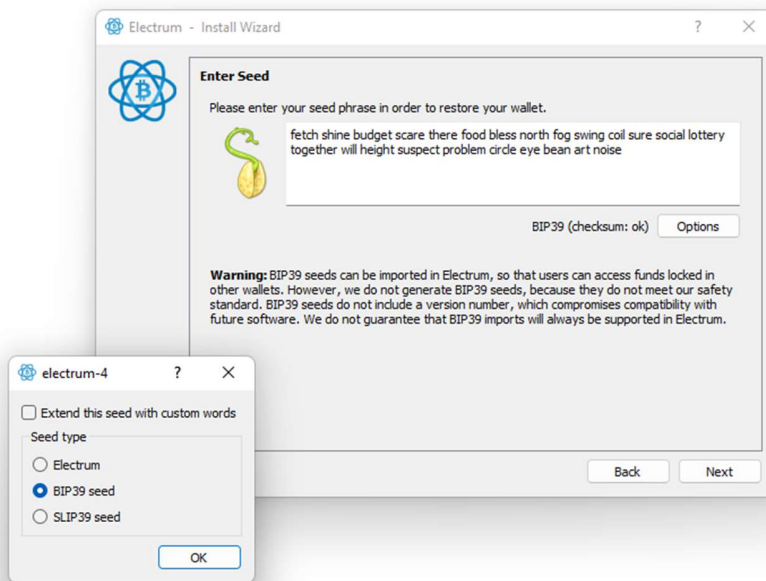 Electrum - Install Wizard
?
Enter Seed
Please enter your seed phrase in order to restore your wallet.
fetch shine budget scare there food bless north fog swing coil sure social lottery
together will height suspect problem circle eye bean art noise
BIP39 (checksum: ok) Options
Warning: BIP39 seeds can be imported in Electrum, so that users can access funds locked in
other wallets. However, we do not generate BIP39 seeds, because they do not meet our safety
standard. BIP39 seeds do not include a version number, which compromises compatibility with
future software. We do not guarantee that BIP39 imports will always be supported in Electrum.
Back Next
electrum-4 ?
Extend this seed with custom words
Seed type
Electrum
BIP39 seed
SLIP39 seed
OK